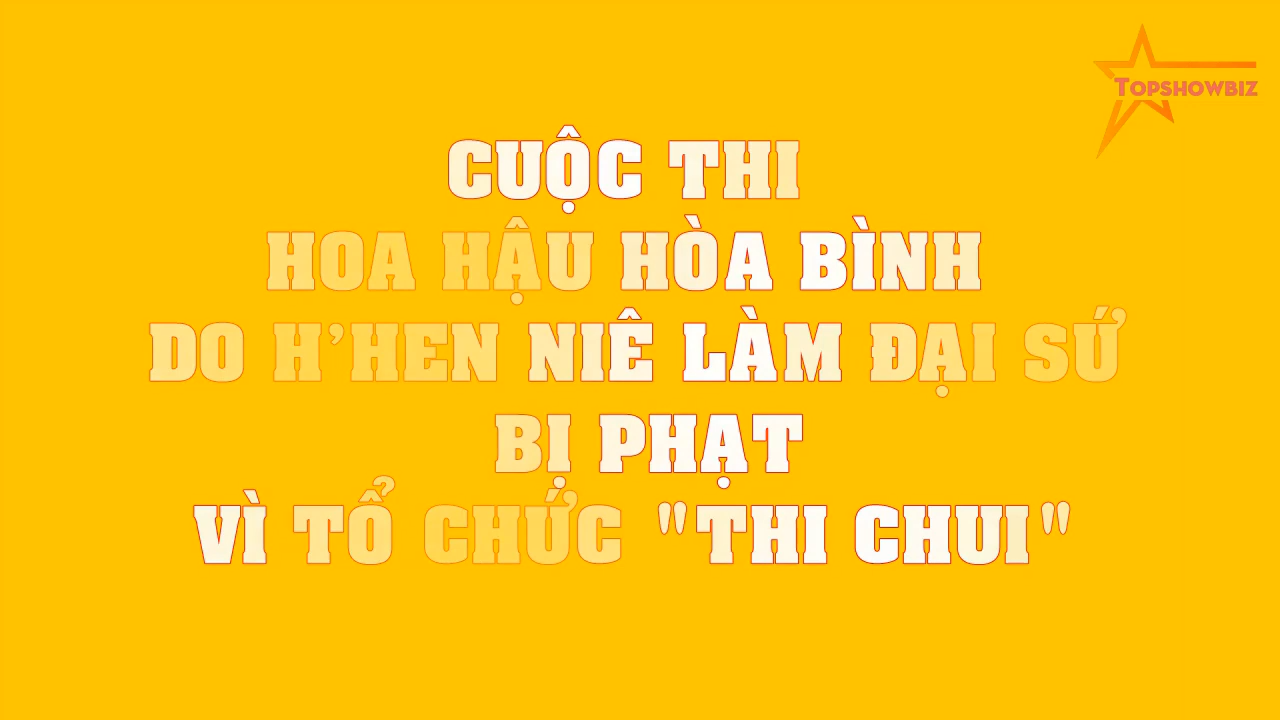 TOPSHOWBIZ
CUỘC THI
HOA HẬU HÒA BÌNH
DO H’HEN NIÊ LÀM ĐẠI SỨ
BỊ PHẠT
VÌ TỔ CHỨC "THI CHUI"